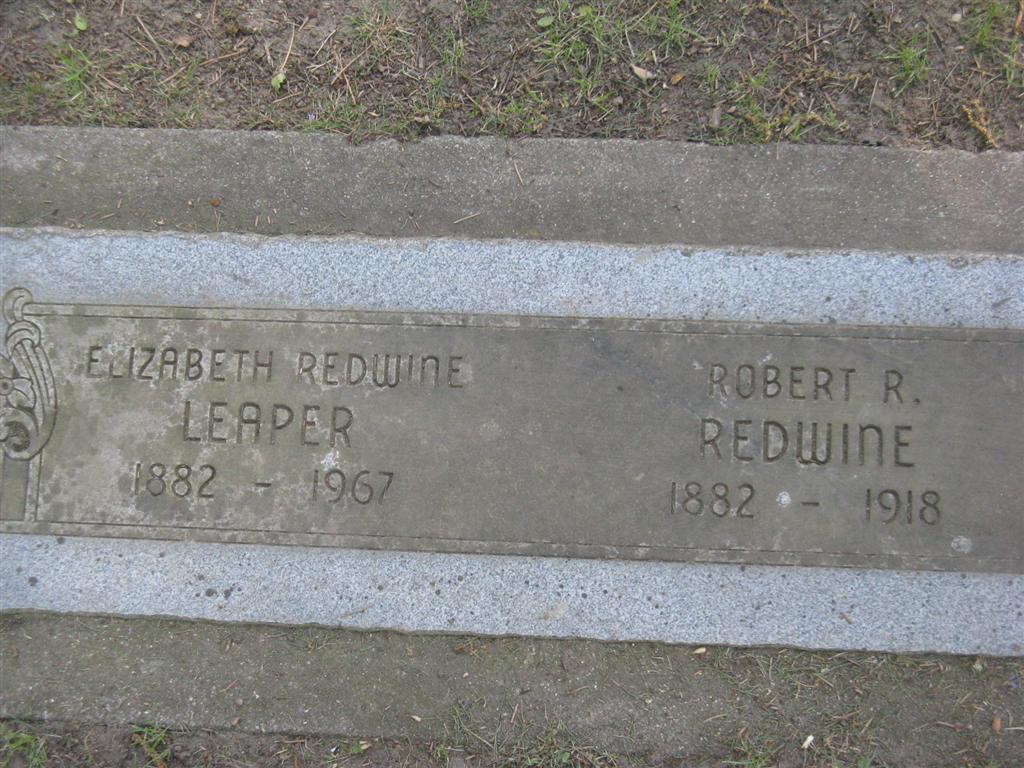 ELIZABETH REDWINE
LEAPER
1882 - 1967
ROBERT R.
REDWINE
1882 - 1918